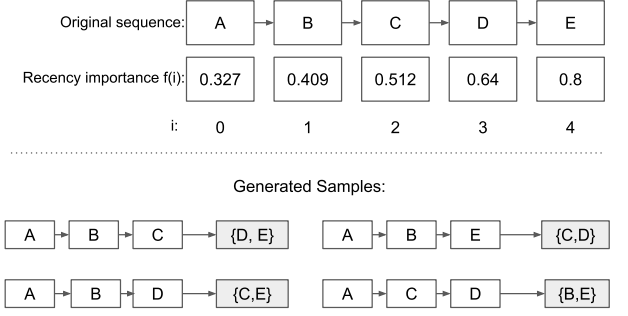 Original sequence: A B C D E
Recency importance f(i): 0.327 0.409 0.512 0.64 0.8
i: 0 1 2 3 4
Generated Samples:
A B C {D, E} A B E {C,D}
A B D {C,E} A C D {B,E}